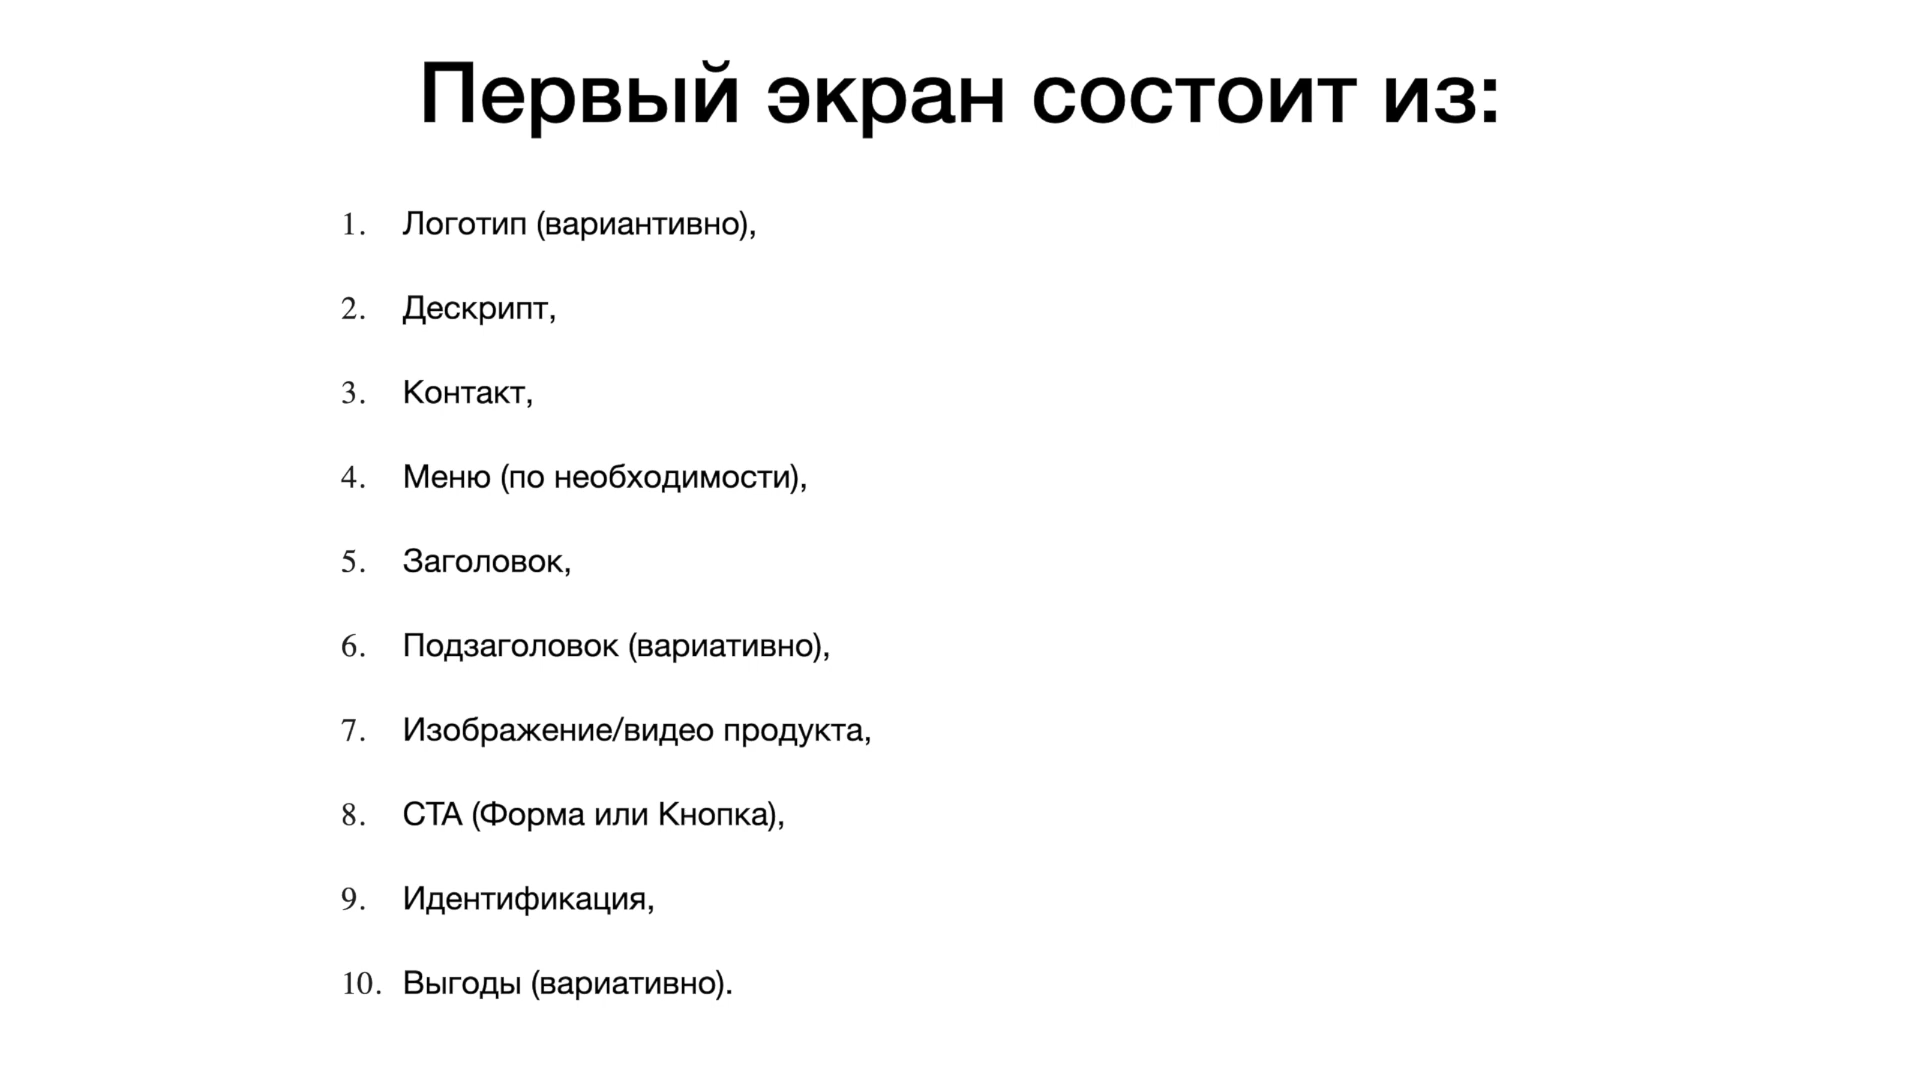 Первый экран состоит из:
1. Логотип (вариантивно),
2. Дескрипт,
3. Контакт,
4. Меню (по необходимости),
5. Заголовок,
6. Подзаголовок (вариативно),
7. Изображение/видео продукта,
8. СТА (Форма или Кнопка),
9. Идентификация,
10. Выгоды (вариативно).